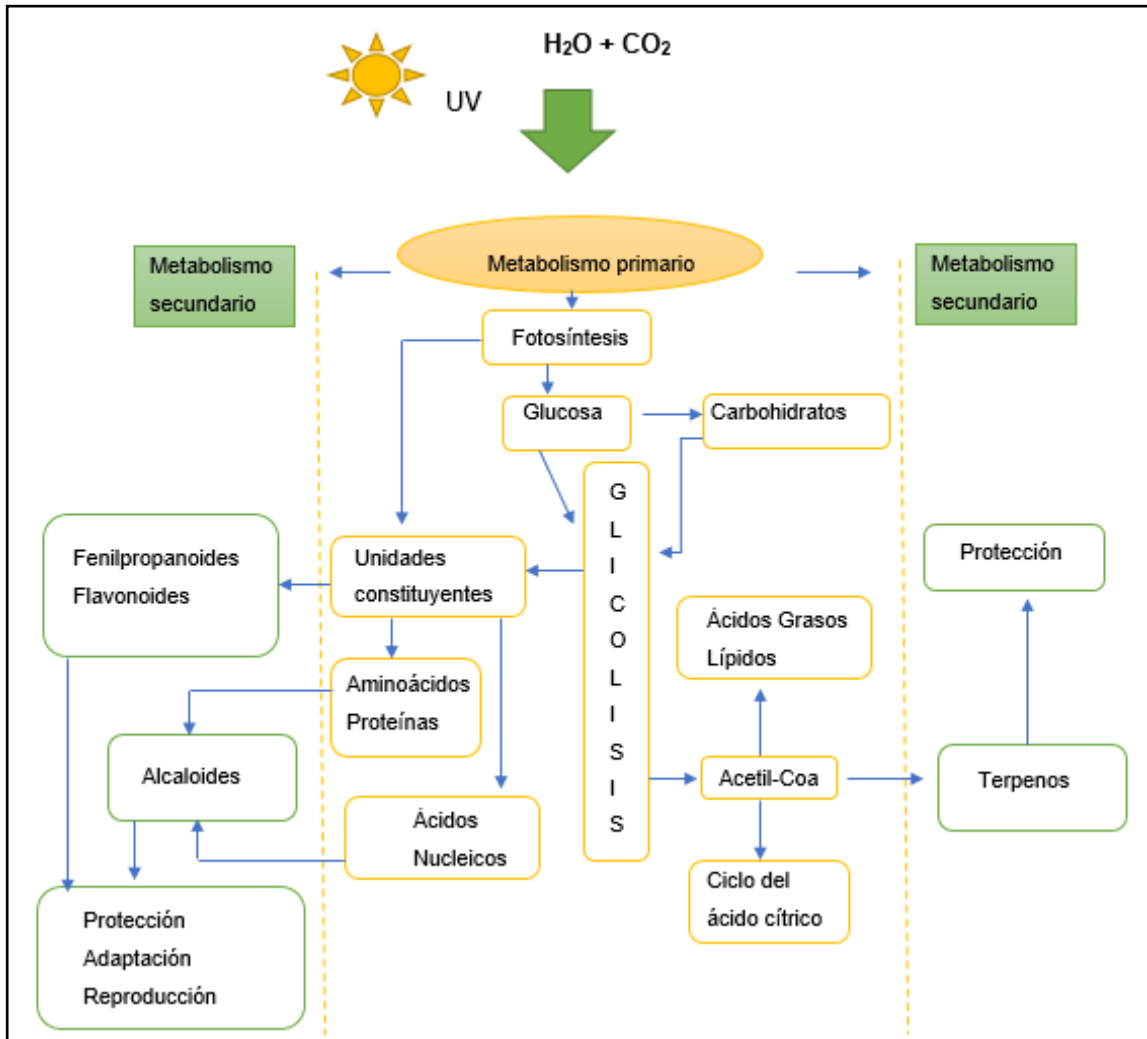 H₂O + CO₂
UV
Metabolismo primario
Metabolismo
secundario
Metabolismo
secundario
Fotosíntesis
Glucosa
Carbohidratos
G
L
I
C
O
L
I
S
I
S
Fenilpropanoides
Flavonoides
Unidades
constituyentes
Protección
Ácidos Grasos
Lípidos
Aminoácidos
Proteínas
Alcaloides
Acetil-Coa
Terpenos
Ácidos
Nucleicos
Ciclo del
ácido cítrico
Protección
Adaptación
Reproducción